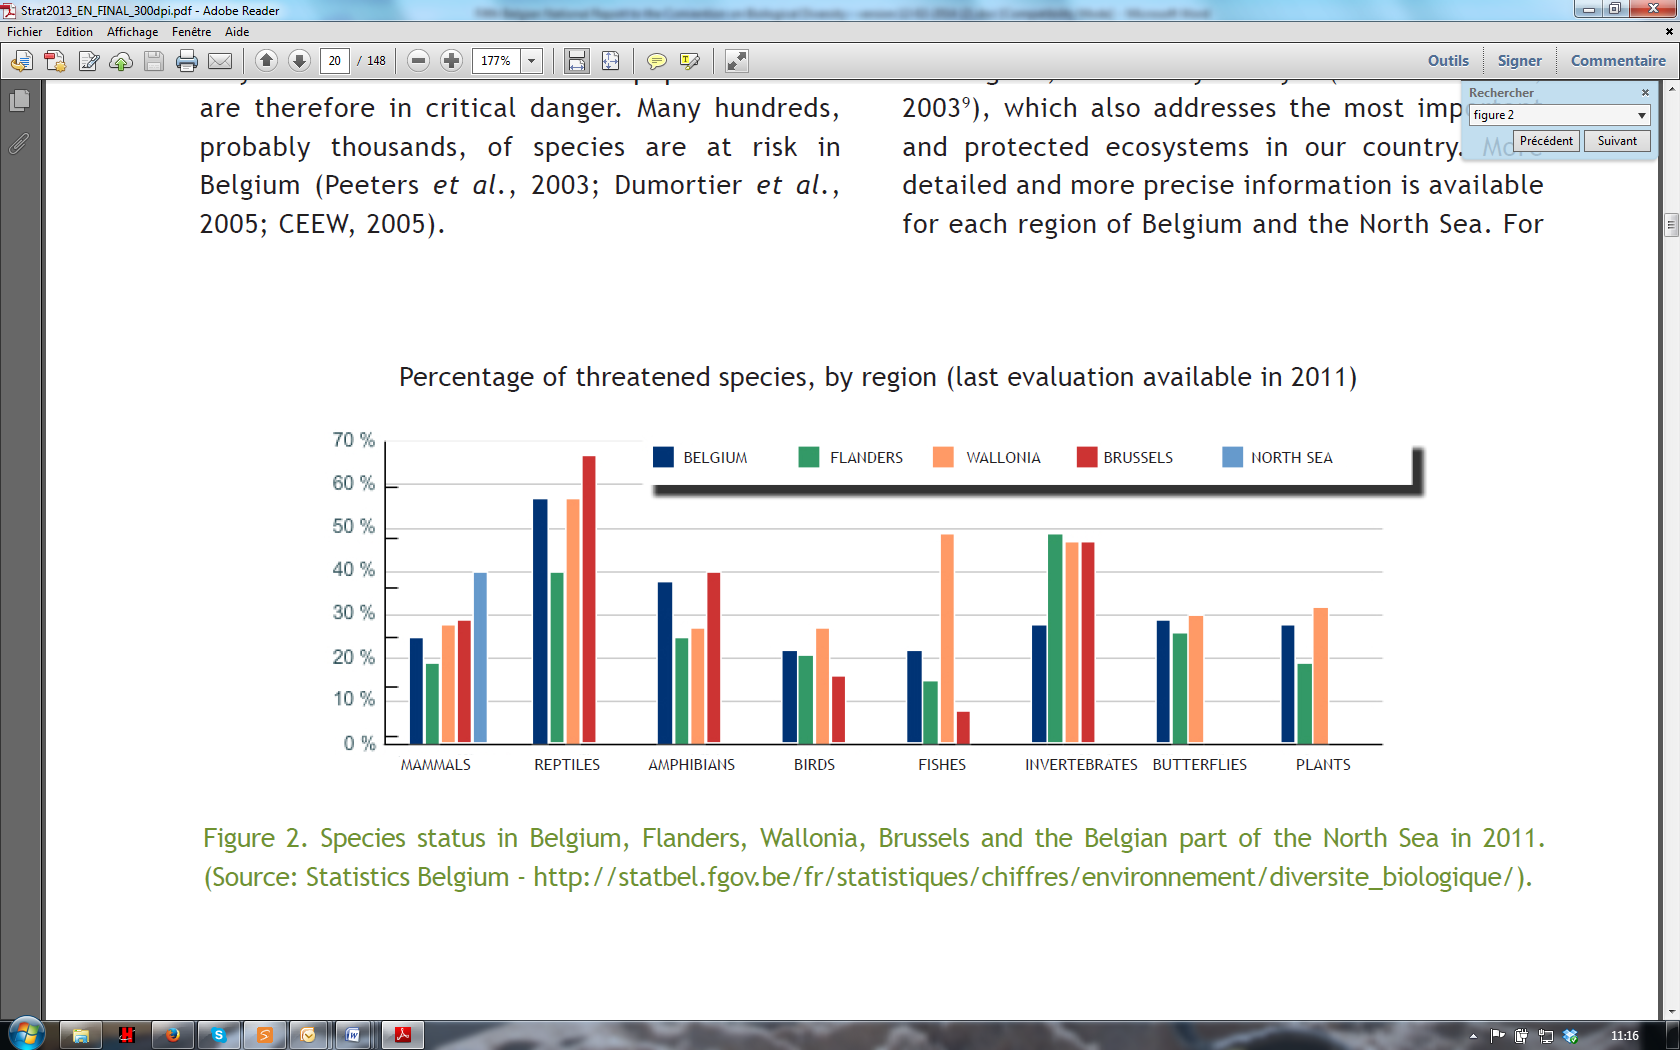 Strat2013_EN_FINAL_300dpi.pdf - Adobe Reader
Fichier Edition Affichage Fenêtre Aide
20 / 148 177%
Outils Signer Commentaire
Rechercher
figure 2
Précédent Suivant
are therefore in critical danger. Many hundreds,
probably thousands, of species are at risk in
Belgium (Peeters et al., 2003; Dumortier et al.,
2005; CEEW, 2005).
2003⁹), which also addresses the most important
and protected ecosystems in our country. More
detailed and more precise information is available
for each region of Belgium and the North Sea. For
Percentage of threatened species, by region (last evaluation available in 2011)
BELGIUM FLANDERS WALLONIA BRUSSELS NORTH SEA
70 %
60 %
50 %
40 %
30 %
20 %
10 %
0 %
MAMMALS REPTILES AMPHIBIANS BIRDS FISHES INVERTEBRATES BUTTERFLIES PLANTS
Figure 2. Species status in Belgium, Flanders, Wallonia, Brussels and the Belgian part of the North Sea in 2011.
(Source: Statistics Belgium - http://statbel.fgov.be/fr/statistiques/chiffres/environnement/diversite_biologique/).
11:16